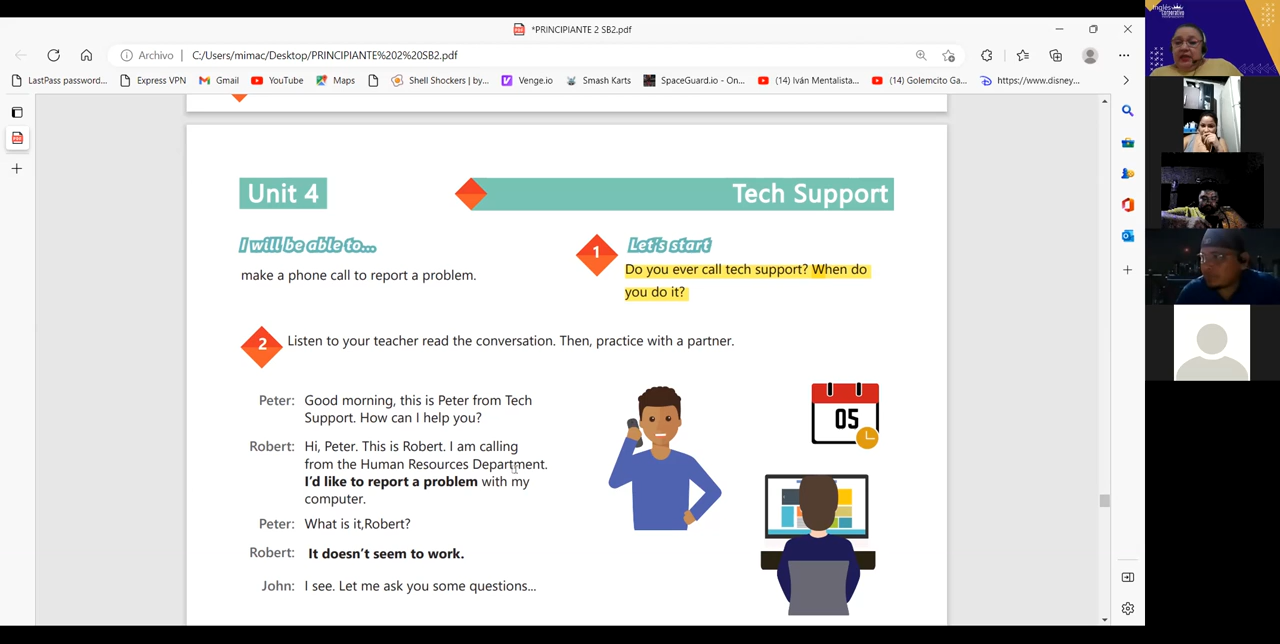 *PRINCIPIANTE 2 SB2.pdf
Archivo
C:/Users/mimac/Desktop/PRINCIPIANTE%202%20SB2.pdf
LastPass password...
Express VPN
Gmail
YouTube
Maps
Shell Shockers | by...
Venge.io
Smash Karts
SpaceGuard.io - On...
(14) Iván Mentalista...
(14) Golemcito Ga...
https://www.disney...
inglés
corporativo
Unit 4
Tech Support
I will be able to...
make a phone call to report a problem.
1
Let's start
Do you ever call tech support? When do
you do it?
2
Listen to your teacher read the conversation. Then, practice with a partner.
Peter: Good morning, this is Peter from Tech
Support. How can I help you?
Robert: Hi, Peter. This is Robert. I am calling
from the Human Resources Department.
I'd like to report a problem with my
computer.
Peter: What is it,Robert?
Robert: It doesn't seem to work.
John: I see. Let me ask you some questions...
05